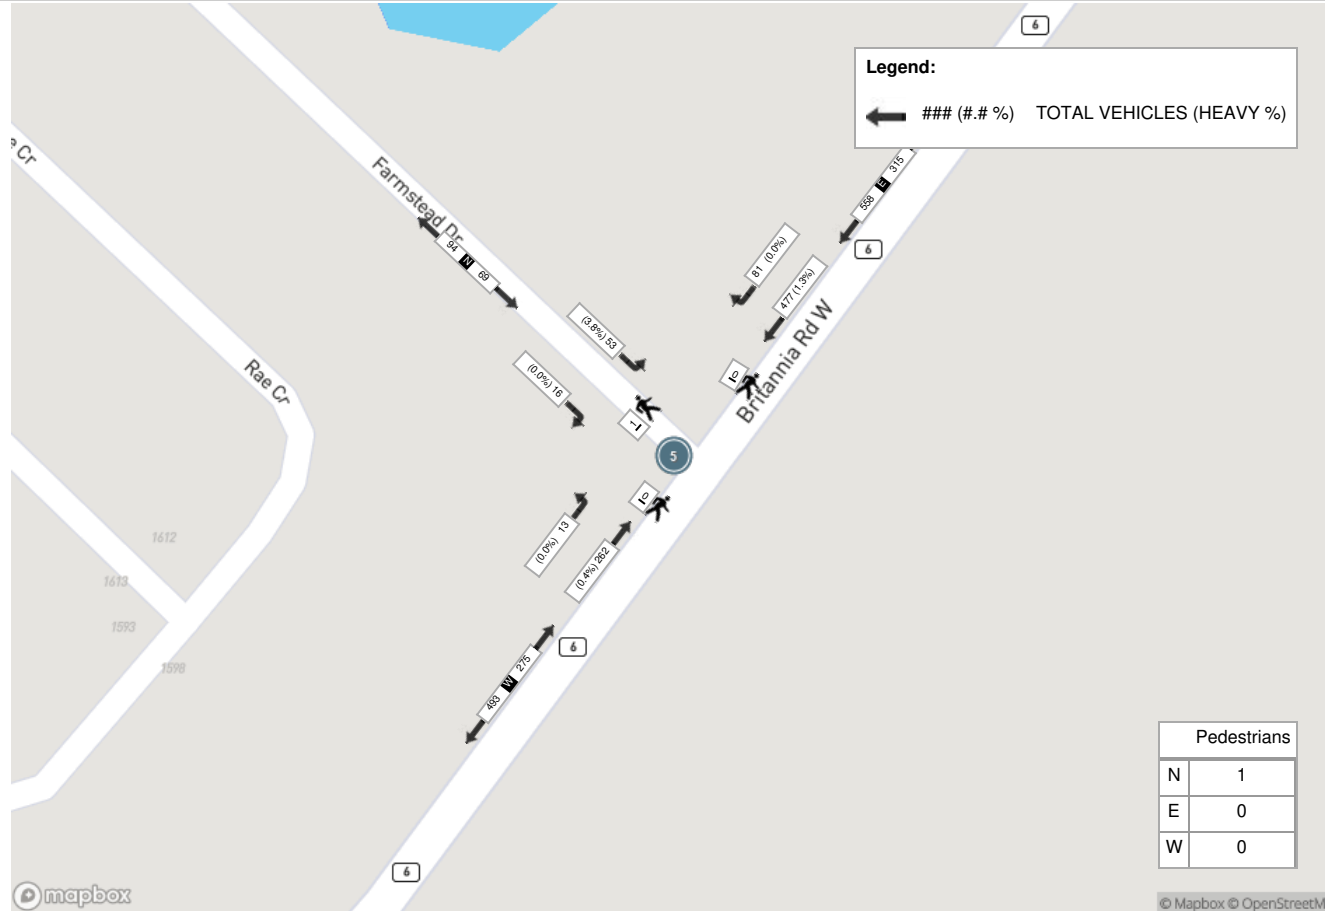 6
Legend:
### (#.# %) TOTAL VEHICLES (HEAVY %)
e Cr
Farmstead Dr
558 E 315
6
94 N 69
81 (0.0%)
477 (1.3%)
(3.8%) 53
(0.0%) 16
Rae Cr
Britannia Rd W
0
1
5
0
(0.0%) 13
(0.4%) 262
1612
1613
1593
1598
6
493 W 275
Pedestrians
N 1
E 0
W 0
6
mapbox
© Mapbox © OpenStreetM